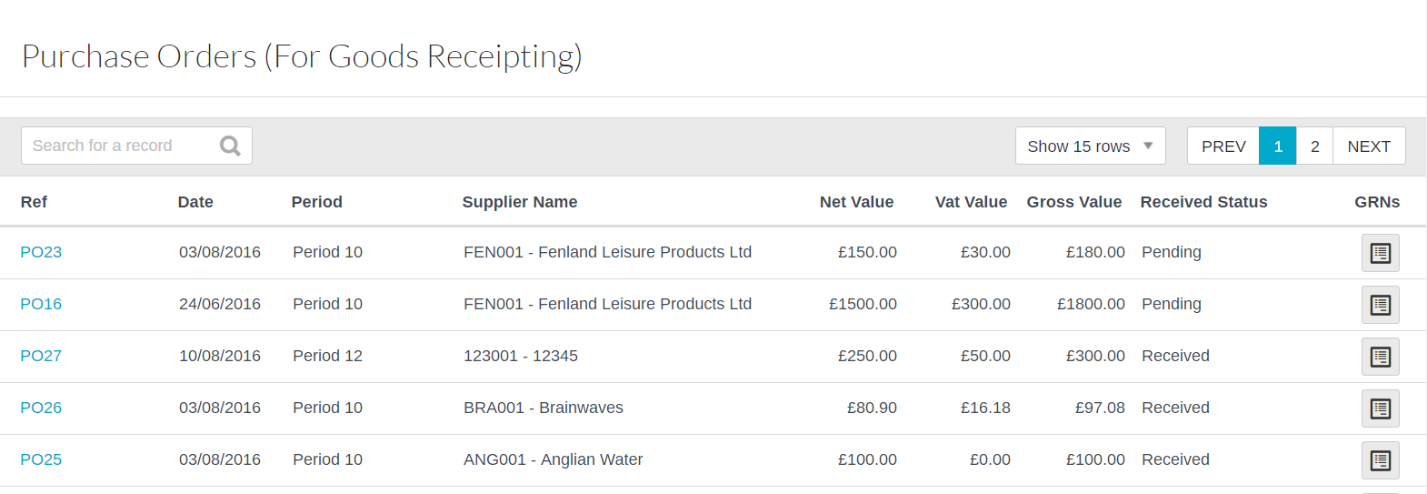 Purchase Orders (For Goods Receipting)
Search for a record Show 15 rows PREV 1 2 NEXT
Ref Date Period Supplier Name Net Value Vat Value Gross Value Received Status GRNs
PO23 03/08/2016 Period 10 FEN001 - Fenland Leisure Products Ltd £150.00 £30.00 £180.00 Pending
PO16 24/06/2016 Period 10 FEN001 - Fenland Leisure Products Ltd £1500.00 £300.00 £1800.00 Pending
PO27 10/08/2016 Period 12 123001 - 12345 £250.00 £50.00 £300.00 Received
PO26 03/08/2016 Period 10 BRA001 - Brainwaves £80.90 £16.18 £97.08 Received
PO25 03/08/2016 Period 10 ANG001 - Anglian Water £100.00 £0.00 £100.00 Received